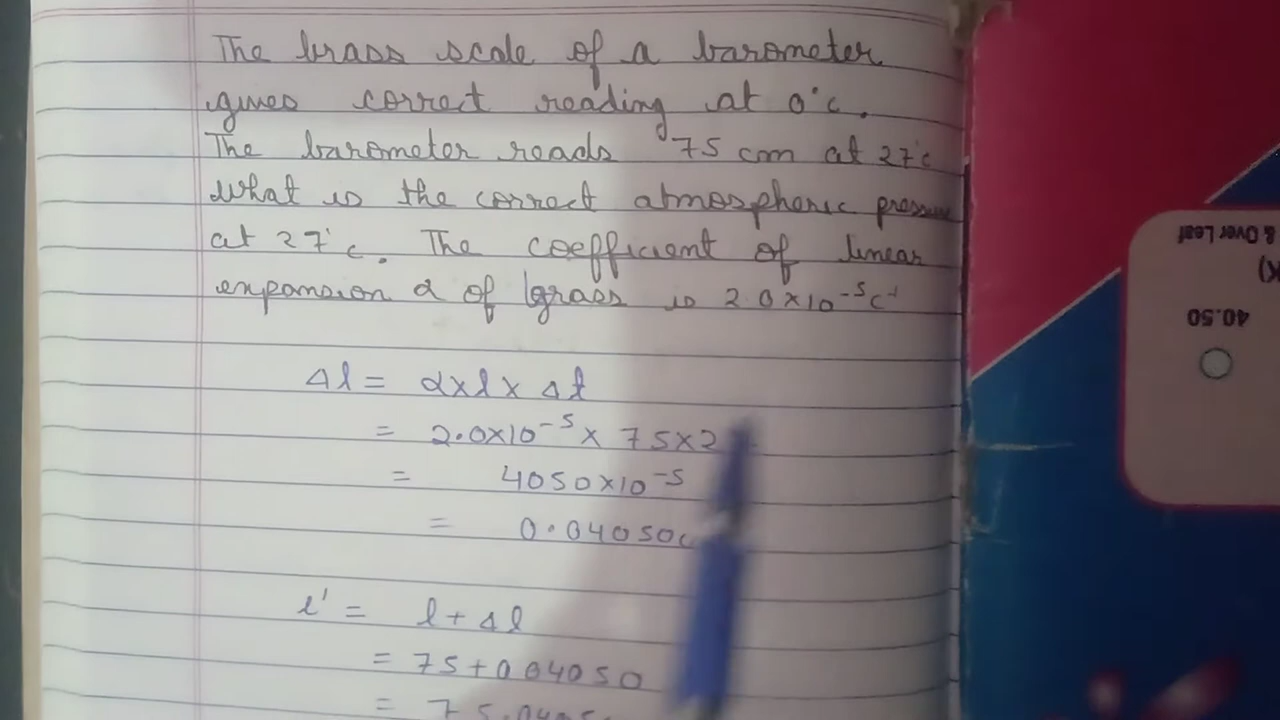 The brass scale of a barometer
gives correct reading at 0°c.
The barometer reads 75 cm at 27°c
what is the correct atmospheric pressure
at 27°c. The coefficient of linear
expansion α of brass is 2.0×10⁻⁵c⁻¹
Δl = α×l×Δt
= 2.0×10⁻⁵× 75×2
= 4050×10⁻⁵
= 0.04050c
l' = l+Δl
= 75+0.04050
= 75.0405
& Over Leaf
K)
40.50